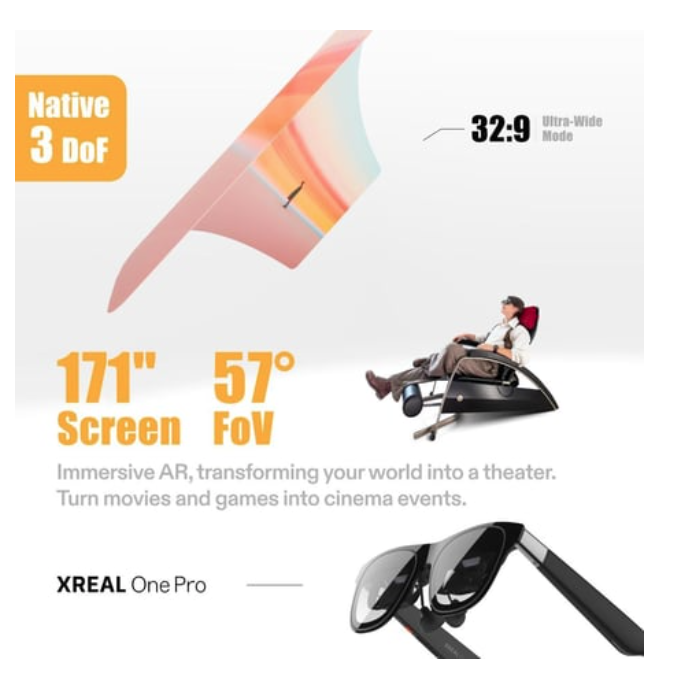 Native
3 DoF
32:9 Ultra-Wide
Mode
171" 57°
Screen FoV
Immersive AR, transforming your world into a theater.
Turn movies and games into cinema events.
XREAL One Pro
XREAL